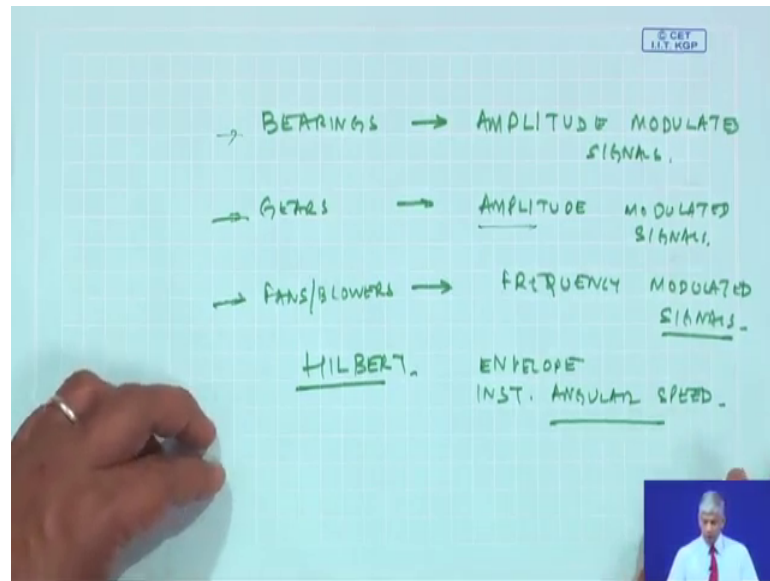 © CET
I.I.T. KGP
→ BEARINGS → AMPLITUDE MODULATED
SIGNALS.
→ GEARS → AMPLITUDE MODULATED
SIGNALS.
→ FANS/BLOWERS → FREQUENCY MODULATED
SIGNALS.
HILBERT. ENVELOPE
INST. ANGULAR SPEED.